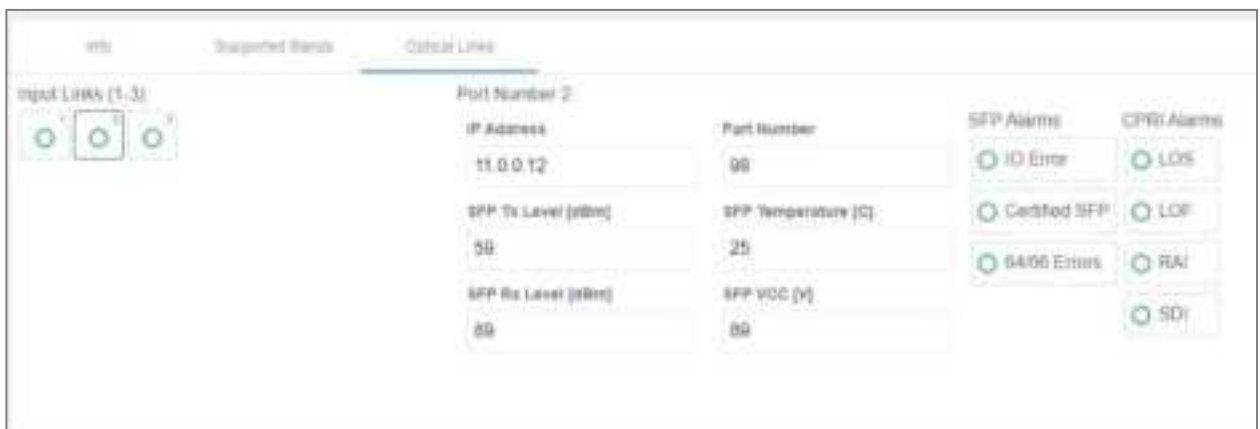 Info Supported Bands Optical Links
Input Links (1-3)
1 2 3
Port Number 2
IP Address Part Number
11.0.0.12 98
SFP Tx Level [dBm] SFP Temperature [C]
59 25
SFP Rx Level [dBm] SFP VCC [V]
89 89
SFP Alarms CPRI Alarms
IO Error LOS
Certified SFP LOF
64/66 Errors RAI
SDI